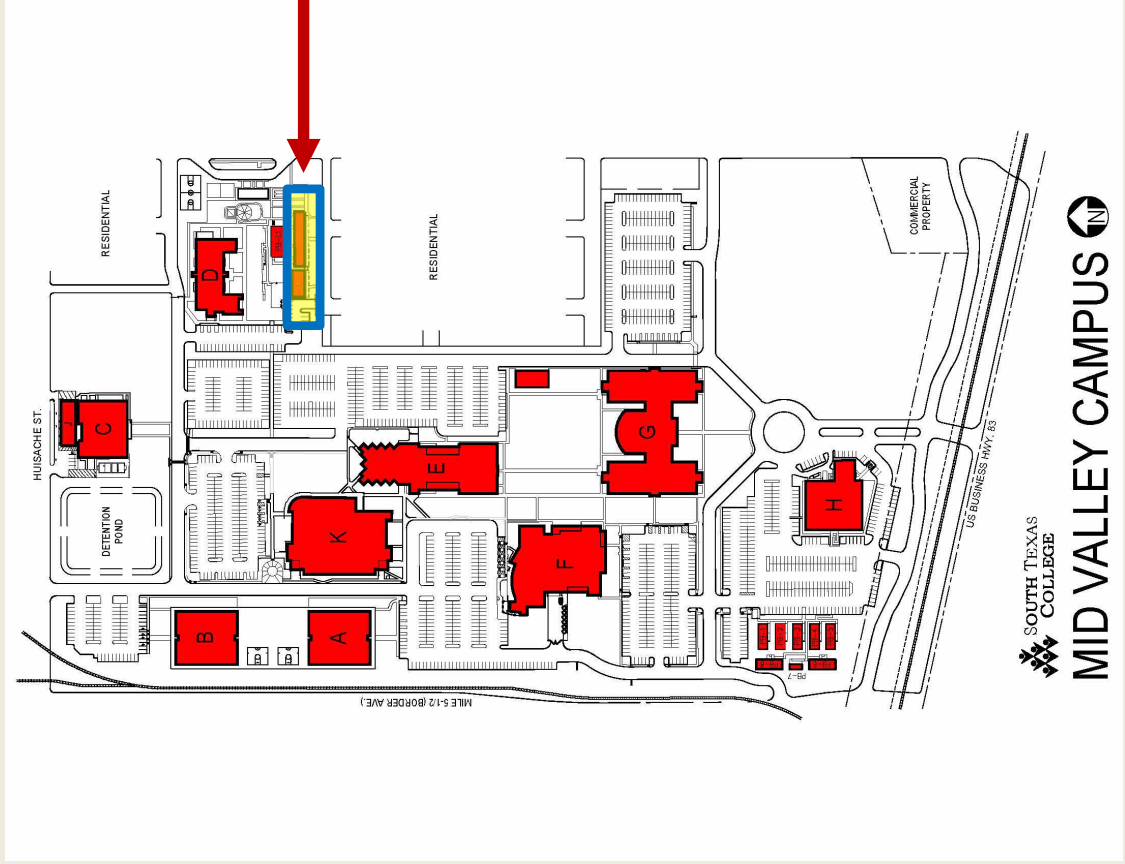 RESIDENTIAL
D
RESIDENTIAL
COMMERCIAL
PROPERTY
HUISACHE ST.
C
DETENTION
POND
E
G
K
F
H
B
A
PB-7
MILE 5-1/2 (BORDER AVE.)
US BUSINESS HWY. 83
SOUTH TEXAS
COLLEGE
MID VALLEY CAMPUS
N